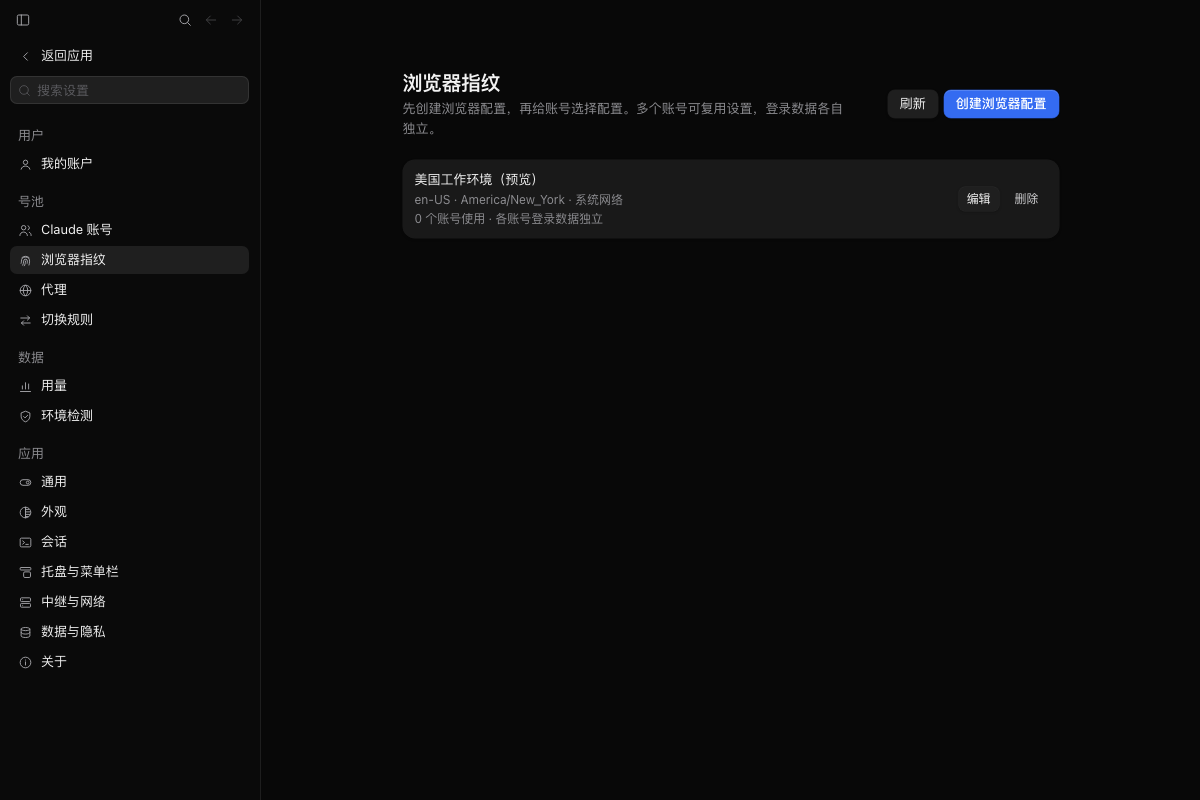 返回应用
搜索设置
用户
我的账户
号池
Claude 账号
浏览器指纹
代理
切换规则
数据
用量
环境检测
应用
通用
外观
会话
托盘与菜单栏
中继与网络
数据与隐私
关于
浏览器指纹
先创建浏览器配置，再给账号选择配置。多个账号可复用设置，登录数据各自
独立。
刷新
创建浏览器配置
美国工作环境（预览）
en-US · America/New_York · 系统网络
0 个账号使用 · 各账号登录数据独立
编辑
删除